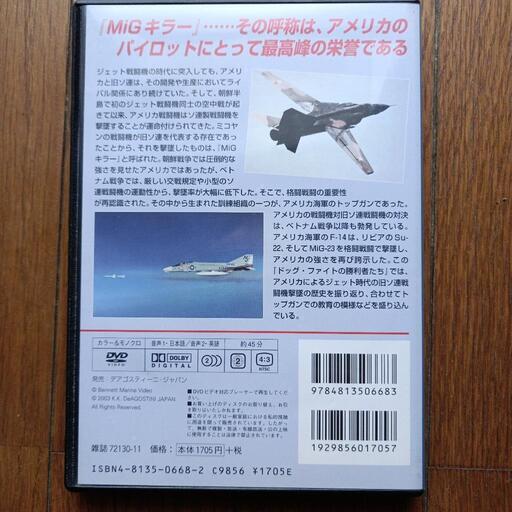 『MiGキラー』……その呼称は、アメリカの
パイロットにとって最高峰の栄誉である
ジェット戦闘機の時代に突入しても、アメリ
カと旧ソ連は、その開発や生産においてライ
バル関係にあり続けていた。そして、朝鮮半
島で初のジェット戦闘機同士の空中戦が起
きて以来、アメリカ戦闘機はソ連製戦闘機を
撃墜することが運命付けられてきた。ミコヤ
ンの戦闘機が旧ソ連を代表する存在であっ
たことから、それを撃墜したものは、「MiG
キラー」と呼ばれた。朝鮮戦争では圧倒的な
強さを見せたアメリカではあったが、ベト
ナム戦争では、厳しい交戦規定や小型のソ
連戦闘機の運動性から、撃墜率が大幅に低下した。そこで、格闘戦闘の重要性
が再認識された。その中から生まれた訓練組織の一つが、アメリカ海軍のトップガンであった。
アメリカの戦闘機対旧ソ連戦闘機の対決
は、ベトナム戦争以降も勃発している。
アメリカ海軍のF-14は、リビアのSu-
22、そしてMiG-23を格闘戦闘で撃墜し、
アメリカの強さを再び誇示した。この
「ドッグ・ファイトの勝利者たち」では、
アメリカによるジェット時代の旧ソ連戦
闘機撃墜の歴史を振り返り、合わせてト
ップガンでの教育の模様などを盛り込ん
でいる。
カラー&モノクロ
音声1・日本語/音声2・英語
約45分
DVD
VIDEO
DOLBY
DIGITAL
2
2
4:3
NTSC
発売・デアゴスティーニ・ジャパン
© Bennett Marine Video
© 2003 K.K. DeAGOSTINI JAPAN
All Rights Reserved.
■DVDビデオ対応プレーヤーで再生してください。
雑誌 72130-11 価格: 本体1705円 +税
ISBN4-8135-0668-2 C9856 ¥1705E
9784813506683
1929856017057